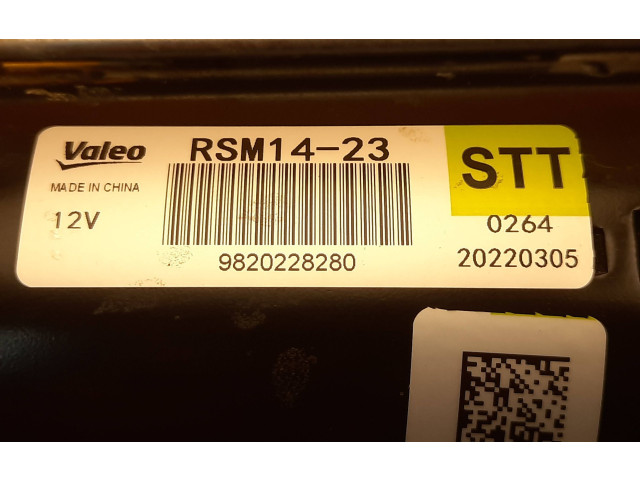 Valeo RSM14-23 STT
MADE IN CHINA
12V 0264
9820228280 20220305